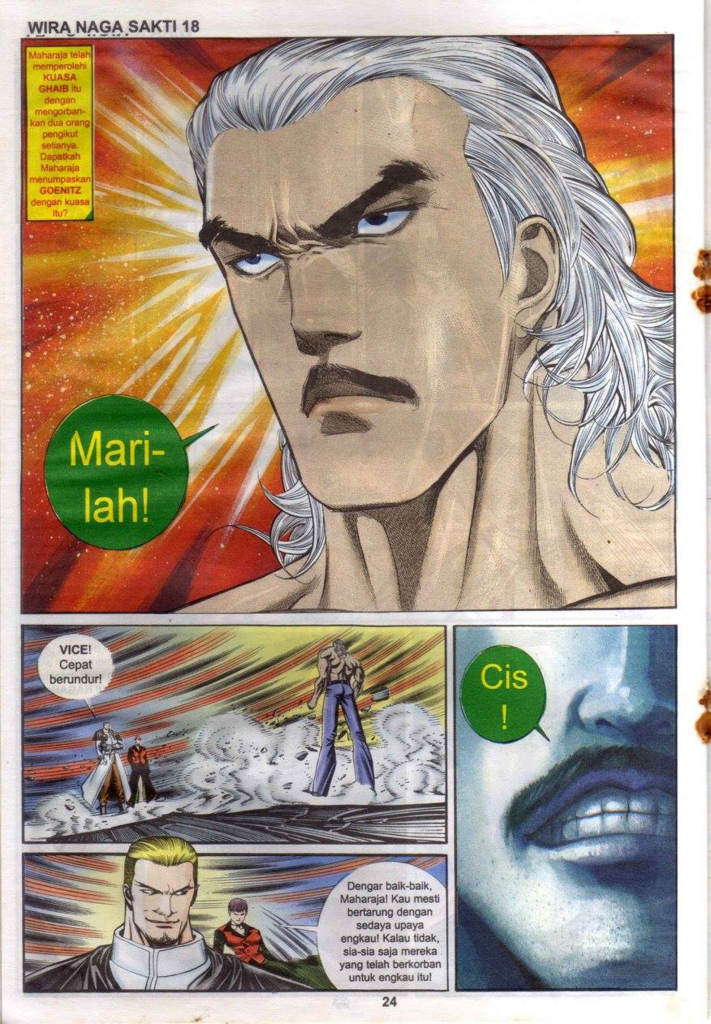 WIRA NAGA SAKTI 18
Maharaja telah
memperolehi
KUASA
GHAIB itu
dengan
mengorban-
kan dua orang
pengikut
setianya.
Dapatkah
Maharaja
menumpaskan
GOENITZ
dengan kuasa
itu?
Mari-
lah!
VICE!
Cepat
berundur!
Cis
!
Dengar baik-baik,
Maharaja! Kau mesti
bertarung dengan
sedaya upaya
engkau! Kalau tidak,
sia-sia saja mereka
yang telah berkorban
untuk engkau itu!
24